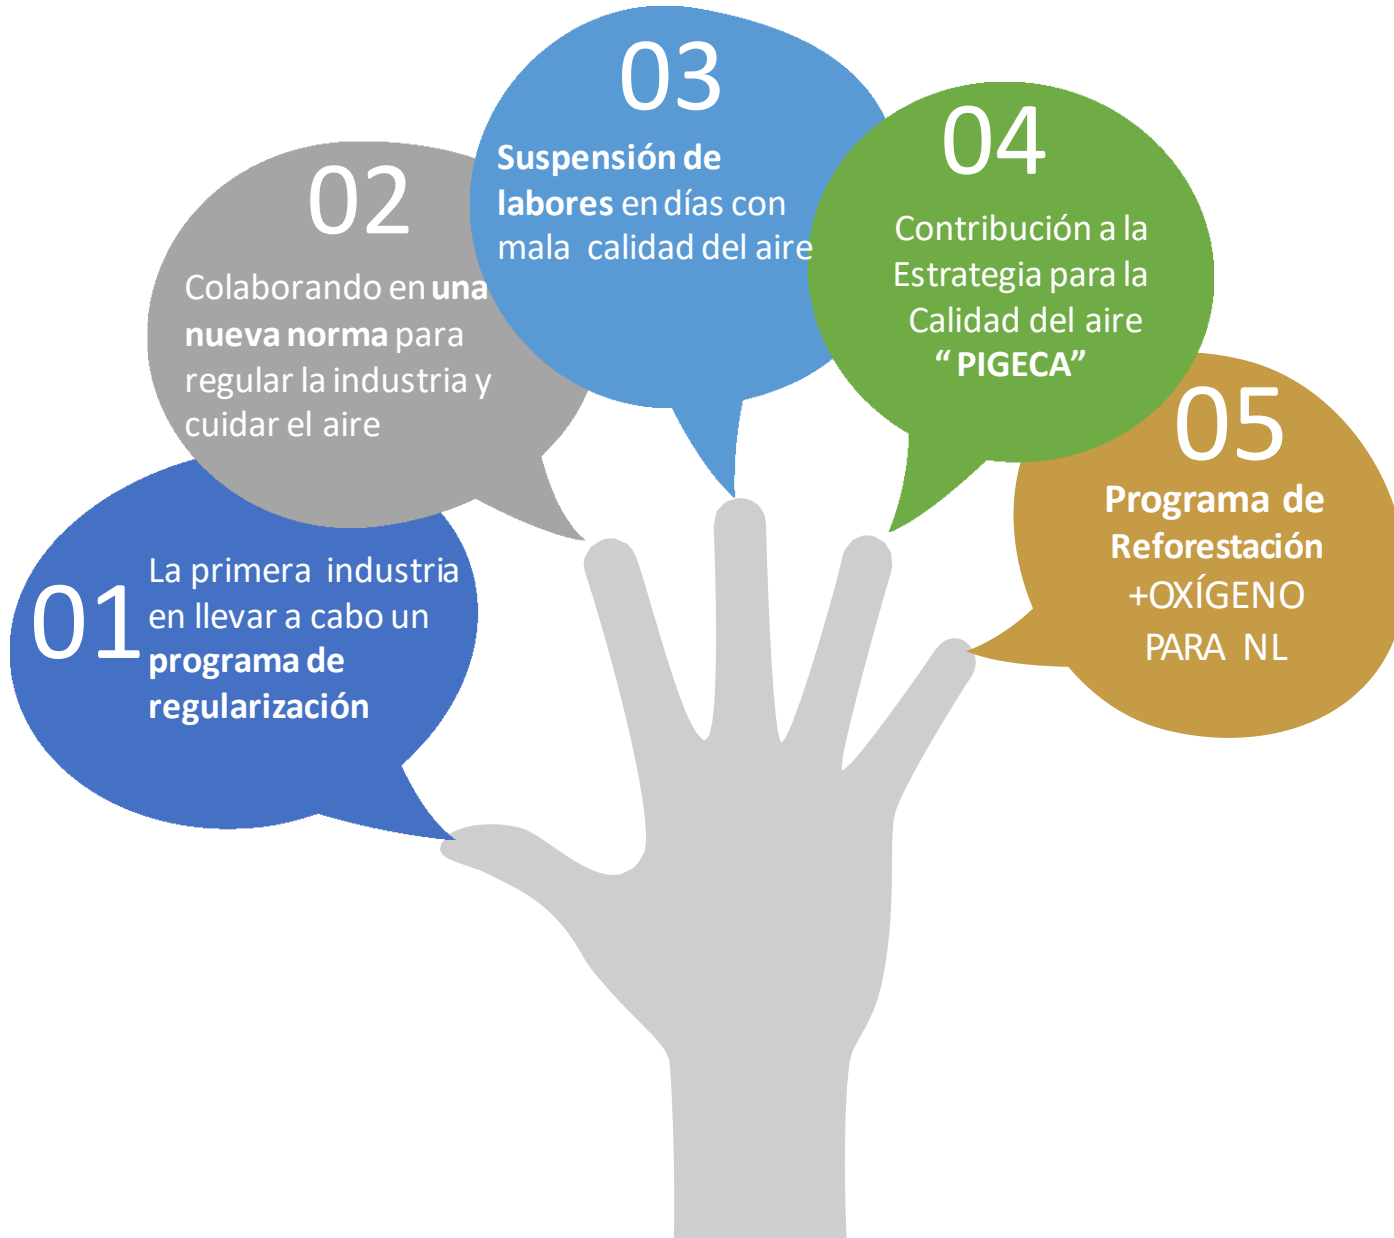 01
La primera industria
en llevar a cabo un
programa de
regularización
02
Colaborando en una
nueva norma para
regular la industria y
cuidar el aire
03
Suspensión de
labores en días con
mala calidad del aire
04
Contribución a la
Estrategia para la
Calidad del aire
“ PIGECA”
05
Programa de
Reforestación
+OXÍGENO
PARA NL